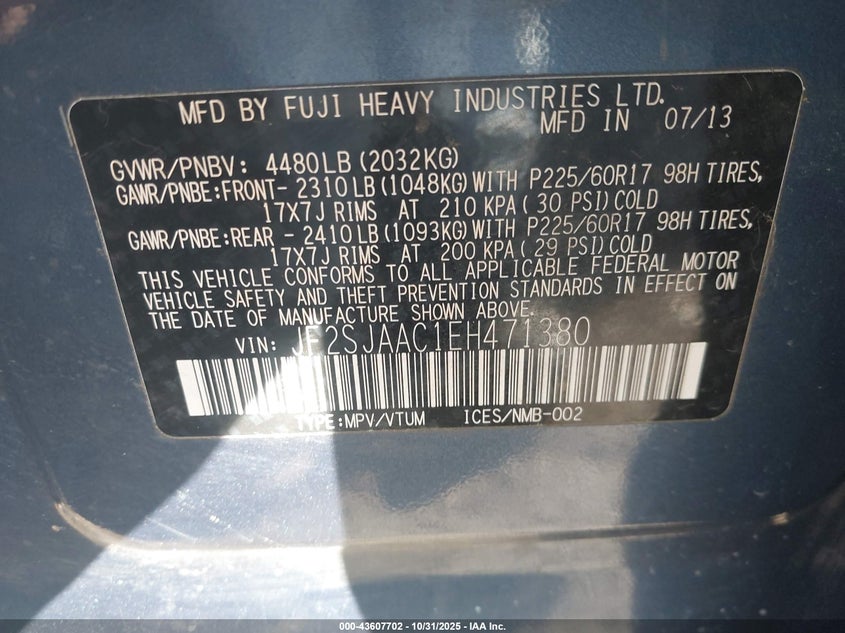 MFD BY FUJI HEAVY INDUSTRIES LTD.
MFD IN 07/13
GVWR/PNBV: 4480LB (2032KG)
GAWR/PNBE:FRONT- 2310LB(1048KG)WITH P225/60R17 98H TIRES,
17X7J RIMS AT 210 KPA( 30 PSI)COLD
GAWR/PNBE:REAR - 2410LB(1093KG)WITH P225/60R17 98H TIRES,
17X7J RIMS AT 200 KPA( 29 PSI)COLD
THIS VEHICLE CONFORMS TO ALL APPLICABLE FEDERAL MOTOR
VEHICLE SAFETY AND THEFT PREVENTION STANDARDS IN EFFECT ON
THE DATE OF MANUFACTURE SHOWN ABOVE.
VIN: JF2SJAAC1EH471380
TYPE:MPV/VTUM ICES/NMB-002
000-43607702 - 10/31/2025 - IAA Inc.